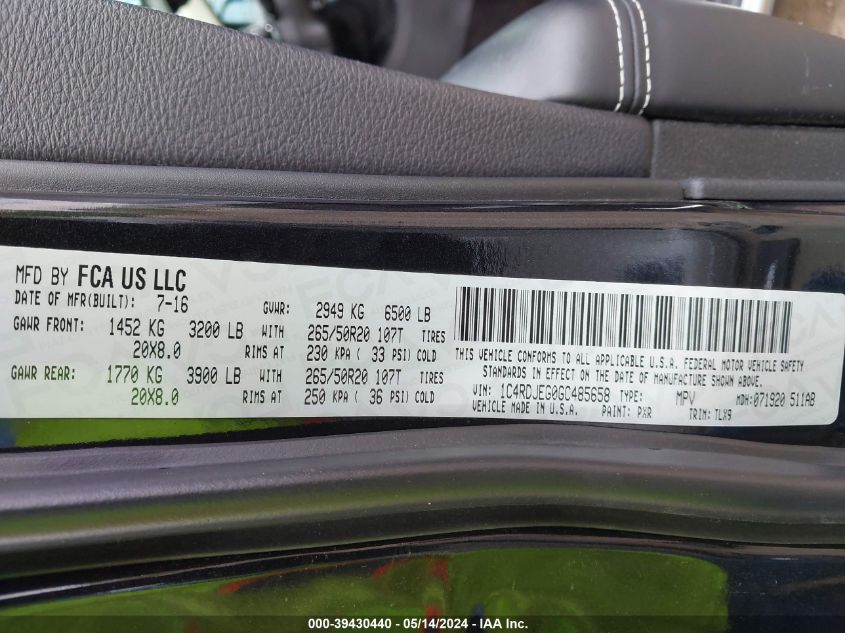 MFD BY FCA US LLC
DATE OF MFR(BUILT): 7-16 GVWR: 2949 KG 6500 LB
GAWR FRONT: 1452 KG 3200 LB WITH 265/50R20 107T TIRES
20X8.0 RIMS AT 230 KPA ( 33 PSI) COLD
GAWR REAR: 1770 KG 3900 LB WITH 265/50R20 107T TIRES
20X8.0 RIMS AT 250 KPA ( 36 PSI) COLD
THIS VEHICLE CONFORMS TO ALL APPLICABLE U.S.A. FEDERAL MOTOR VEHICLE SAFETY
STANDARDS IN EFFECT ON THE DATE OF MANUFACTURE SHOWN ABOVE.
VIN: 1C4RDJEG0GC485658 TYPE: MPV MDH: 071920 511AB
VEHICLE MADE IN U.S.A. PAINT: PXR TRIM: TLX9
000-39430440 - 05/14/2024 - IAA Inc.